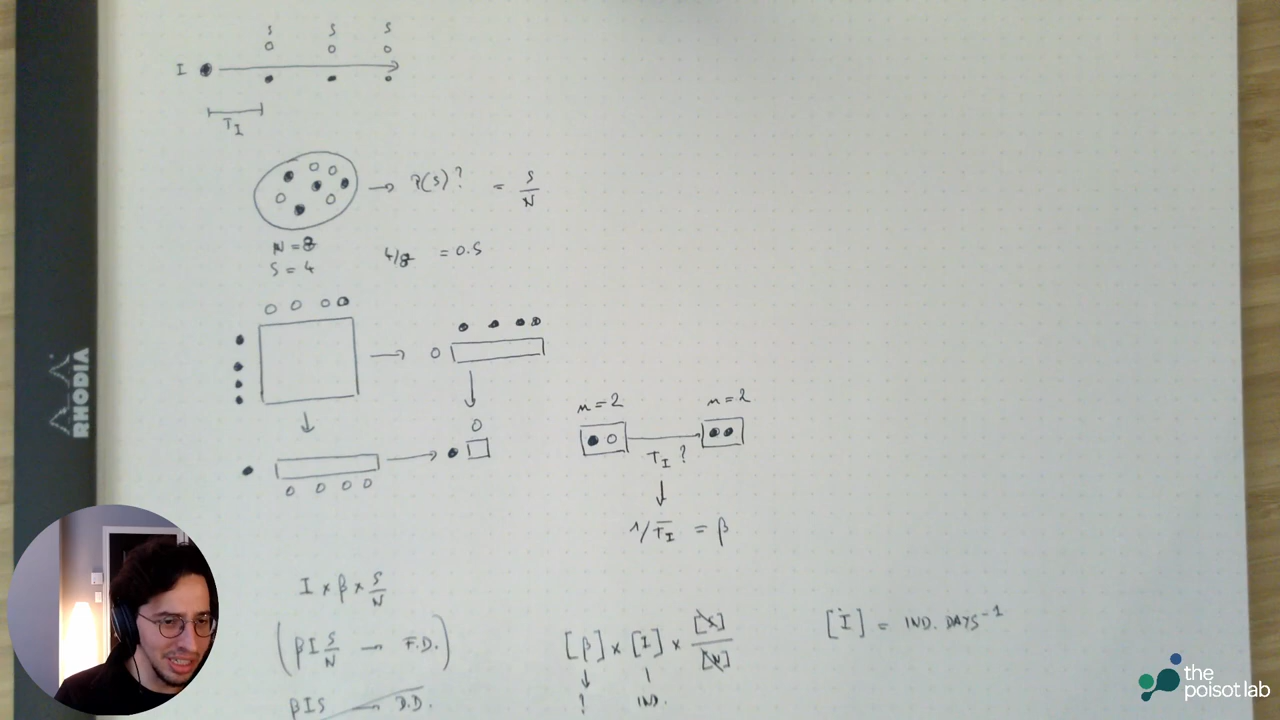 S S S
I
T_I
P(S)? = S/N
N = 8
S = 4
4/8 = 0.5
n=2 n=2
T_I ?
1/T_I = β
RHODIA
I × β × S/N
(βI S/N → F.D.)
βIS → D.D.
[β] × [I] × [S]/[N]
? IND.
[İ] = IND. DAYS⁻¹
the
poisot lab